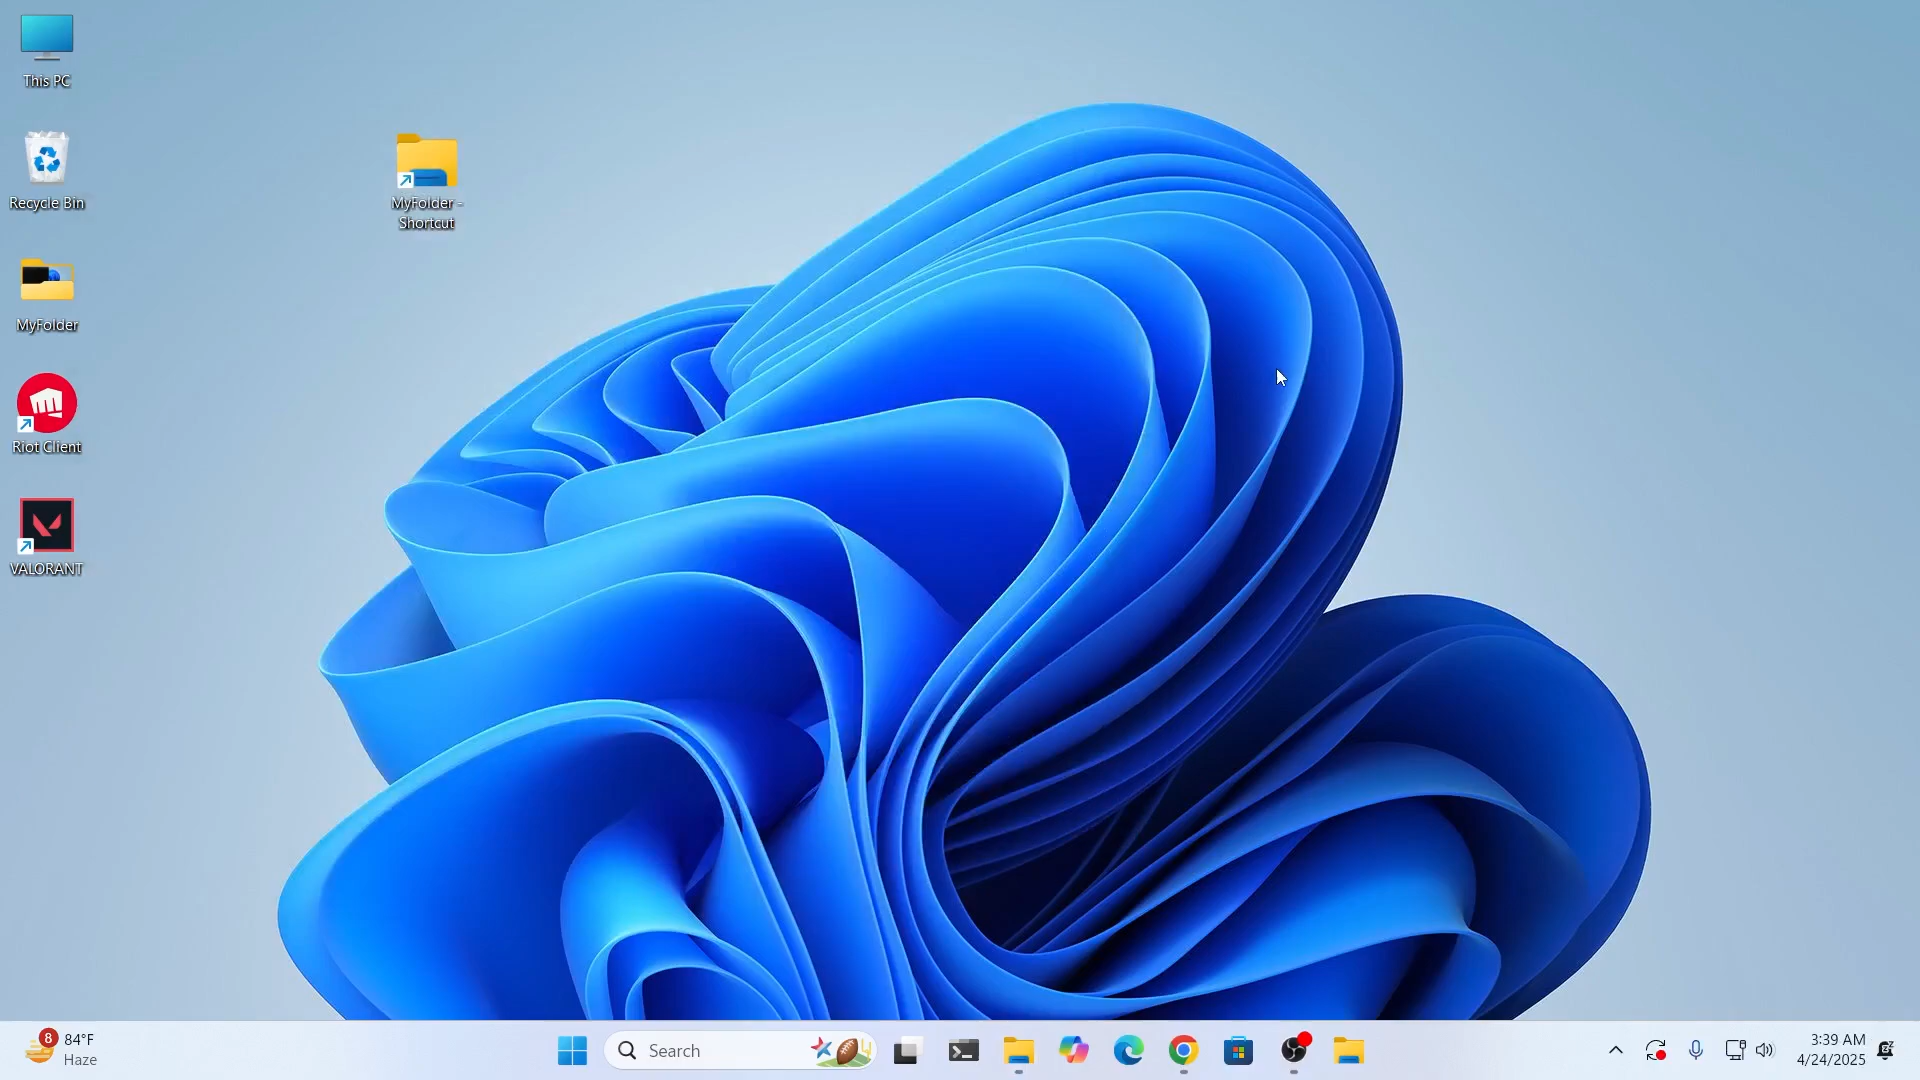 This PC
Recycle Bin
MyFolder
Riot Client
VALORANT
MyFolder -
Shortcut
8
84°F
Haze
Search
3:39 AM
4/24/2025